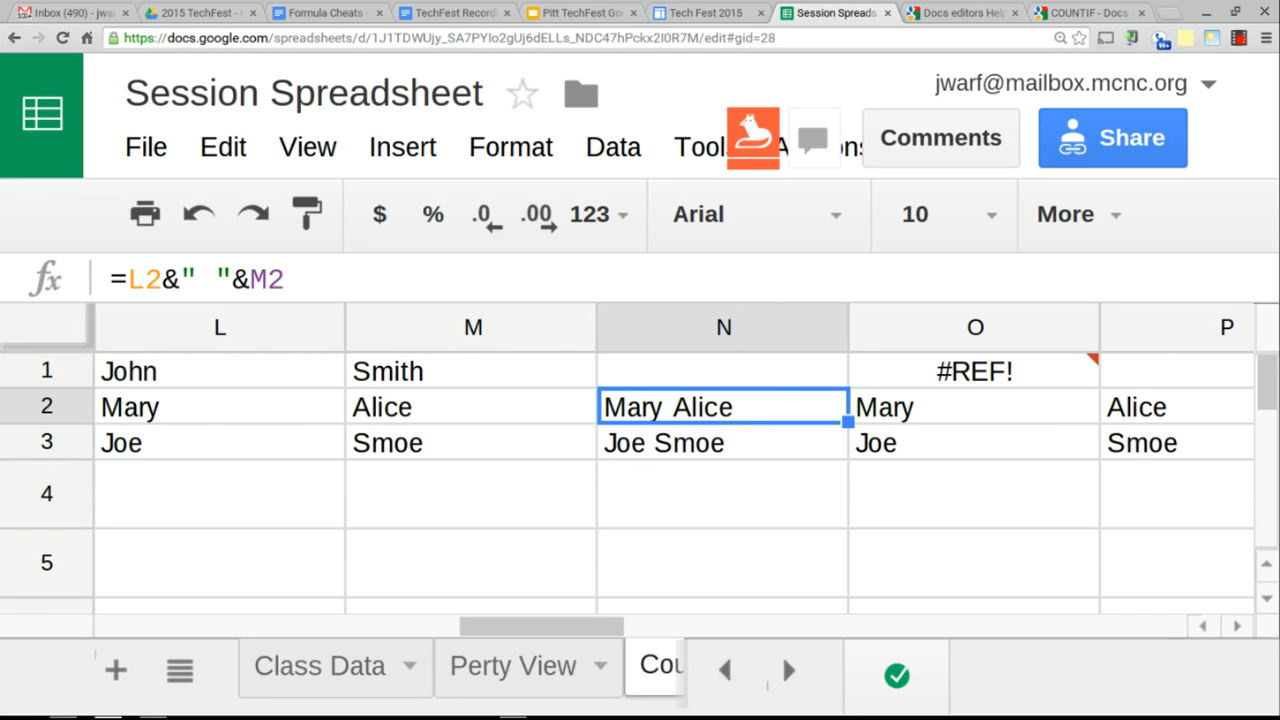 Inbox (490) - jwa
2015 TechFest -
Formula Cheats -
TechFest Record
Pitt TechFest Go
Tech Fest 2015
Session Spreads
Docs editors Hel
COUNTIF - Docs
https://docs.google.com/spreadsheets/d/1J1TDWUjy_SA7PYIo2gUj6dELLs_NDC47hPckx2I0R7M/edit#gid=28
99+
Session Spreadsheet
jwarf@mailbox.mcnc.org
File Edit View Insert Format Data
Comments
Share
$ % .0 .00 123 Arial 10 More
fx =L2&" "&M2
L M N O P
1 John Smith #REF!
2 Mary Alice Mary Alice Mary Alice
3 Joe Smoe Joe Smoe Joe Smoe
4
5
+ Class Data Perty View Cou